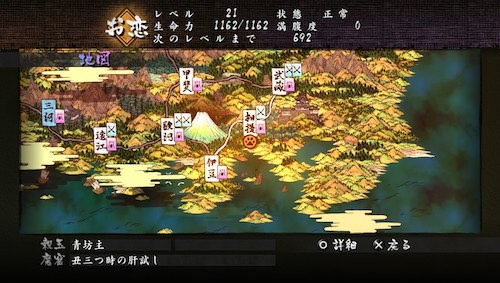 お恋
レベル 21 状態 正常
生命力 1162/1162 満腹度 0
次のレベルまで 692
地図
甲斐
武蔵
三河
遠江
駿河
相模
伊豆
親玉 青坊主
○詳細 ×戻る
魔窟 丑三つ時の肝試し